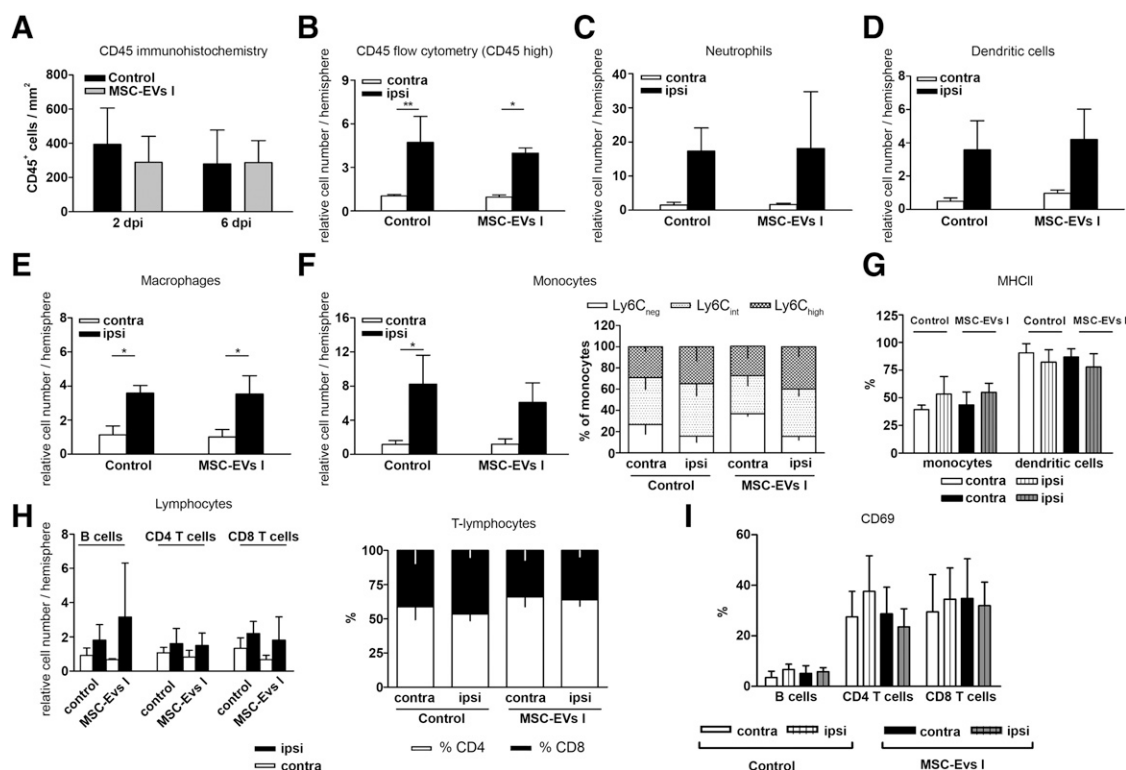 A
CD45 immunohistochemistry
CD45+ cells / mm2
800
600
400
200
0
Control
MSC-EVs I
2 dpi
6 dpi
B
CD45 flow cytometry (CD45 high)
relative cell number / hemisphere
9
6
3
0
contra
ipsi
**
*
Control
MSC-EVs I
C
Neutrophils
relative cell number / hemisphere
40
30
20
10
0
contra
ipsi
Control
MSC-EVs I
D
Dendritic cells
relative cell number / hemisphere
8
6
4
2
0
contra
ipsi
Control
MSC-EVs I
E
Macrophages
relative cell number / hemisphere
8
6
4
2
0
contra
ipsi
*
*
Control
MSC-EVs I
F
Monocytes
relative cell number / hemisphere
16
12
8
4
0
contra
ipsi
*
Control
MSC-EVs I
Ly6Cneg
Ly6Cint
Ly6Chigh
% of monocytes
120
100
80
60
40
20
0
contra ipsi contra ipsi
Control
MSC-EVs I
G
MHCII
Control MSC-EVs I
Control MSC-EVs I
%
125
100
75
50
25
0
monocytes dendritic cells
contra ipsi
contra ipsi
H
Lymphocytes
relative cell number / hemisphere
8
6
4
2
0
B cells
CD4 T cells
CD8 T cells
control
MSC-Evs I
control
MSC-Evs I
control
MSC-Evs I
ipsi
contra
T-lymphocytes
%
100
75
50
25
0
contra ipsi contra ipsi
Control
MSC-EVs I
% CD4
% CD8
I
CD69
%
60
40
20
0
B cells
CD4 T cells
CD8 T cells
contra ipsi
contra ipsi
Control
MSC-Evs I